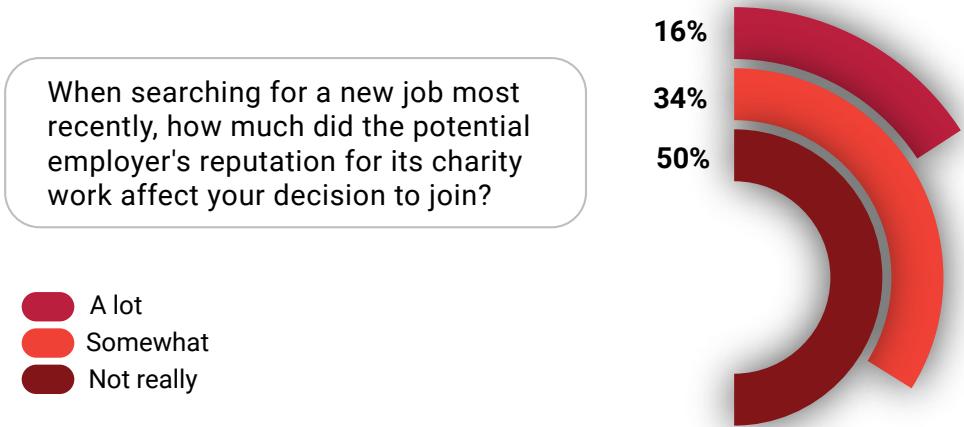 16%
34%
50%
When searching for a new job most
recently, how much did the potential
employer's reputation for its charity
work affect your decision to join?
A lot
Somewhat
Not really